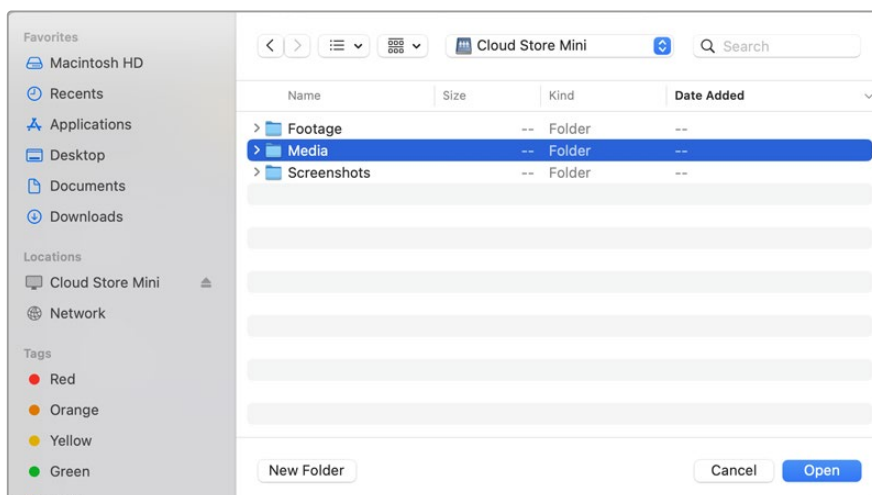 Favorites
Macintosh HD
Recents
Applications
Desktop
Documents
Downloads
Locations
Cloud Store Mini
Network
Tags
Red
Orange
Yellow
Green
Cloud Store Mini
Search
Name Size Kind Date Added
Footage -- Folder --
Media -- Folder --
Screenshots -- Folder --
New Folder Cancel Open